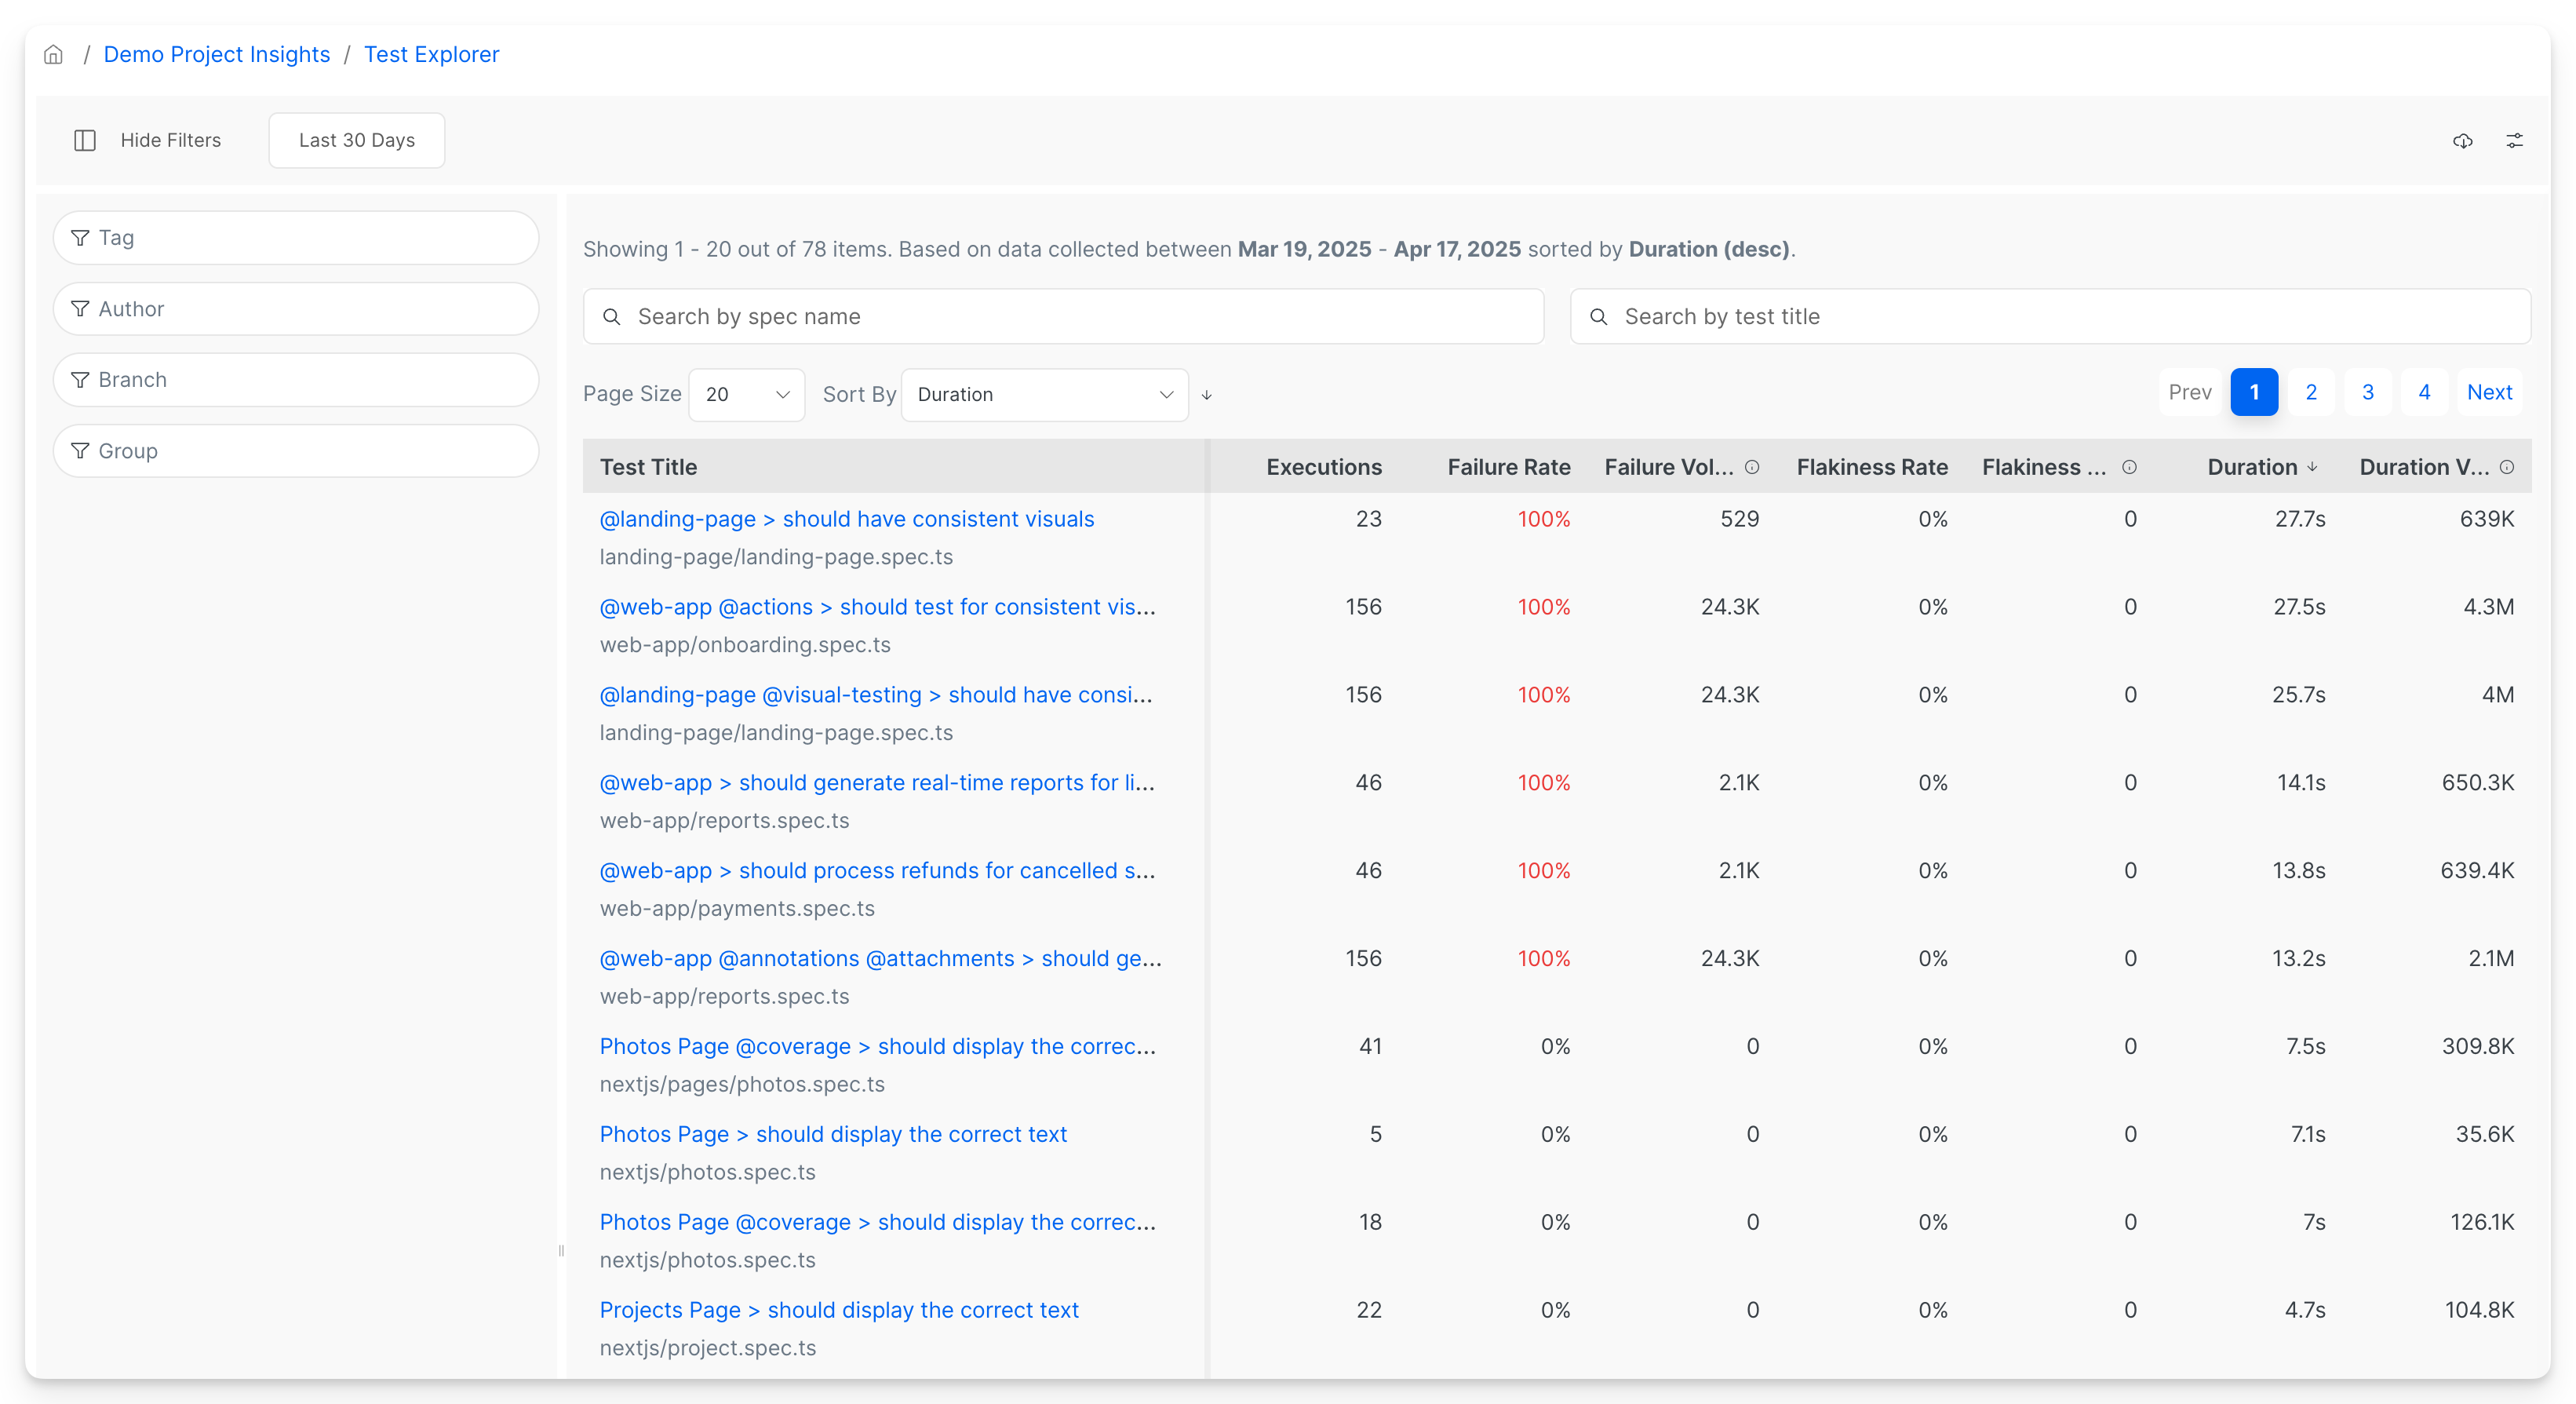 / Demo Project Insights / Test Explorer
Hide Filters Last 30 Days
Tag
Author
Branch
Group
Showing 1 - 20 out of 78 items. Based on data collected between Mar 19, 2025 - Apr 17, 2025 sorted by Duration (desc).
Search by spec name Search by test title
Page Size 20 Sort By Duration Prev 1 2 3 4 Next
Test Title Executions Failure Rate Failure Vol... Flakiness Rate Flakiness ... Duration Duration V...
@landing-page > should have consistent visuals 23 100% 529 0% 0 27.7s 639K
landing-page/landing-page.spec.ts
@web-app @actions > should test for consistent vis... 156 100% 24.3K 0% 0 27.5s 4.3M
web-app/onboarding.spec.ts
@landing-page @visual-testing > should have consi... 156 100% 24.3K 0% 0 25.7s 4M
landing-page/landing-page.spec.ts
@web-app > should generate real-time reports for li... 46 100% 2.1K 0% 0 14.1s 650.3K
web-app/reports.spec.ts
@web-app > should process refunds for cancelled s... 46 100% 2.1K 0% 0 13.8s 639.4K
web-app/payments.spec.ts
@web-app @annotations @attachments > should ge... 156 100% 24.3K 0% 0 13.2s 2.1M
web-app/reports.spec.ts
Photos Page @coverage > should display the correc... 41 0% 0 0% 0 7.5s 309.8K
nextjs/pages/photos.spec.ts
Photos Page > should display the correct text 5 0% 0 0% 0 7.1s 35.6K
nextjs/photos.spec.ts
Photos Page @coverage > should display the correc... 18 0% 0 0% 0 7s 126.1K
nextjs/photos.spec.ts
Projects Page > should display the correct text 22 0% 0 0% 0 4.7s 104.8K
nextjs/project.spec.ts